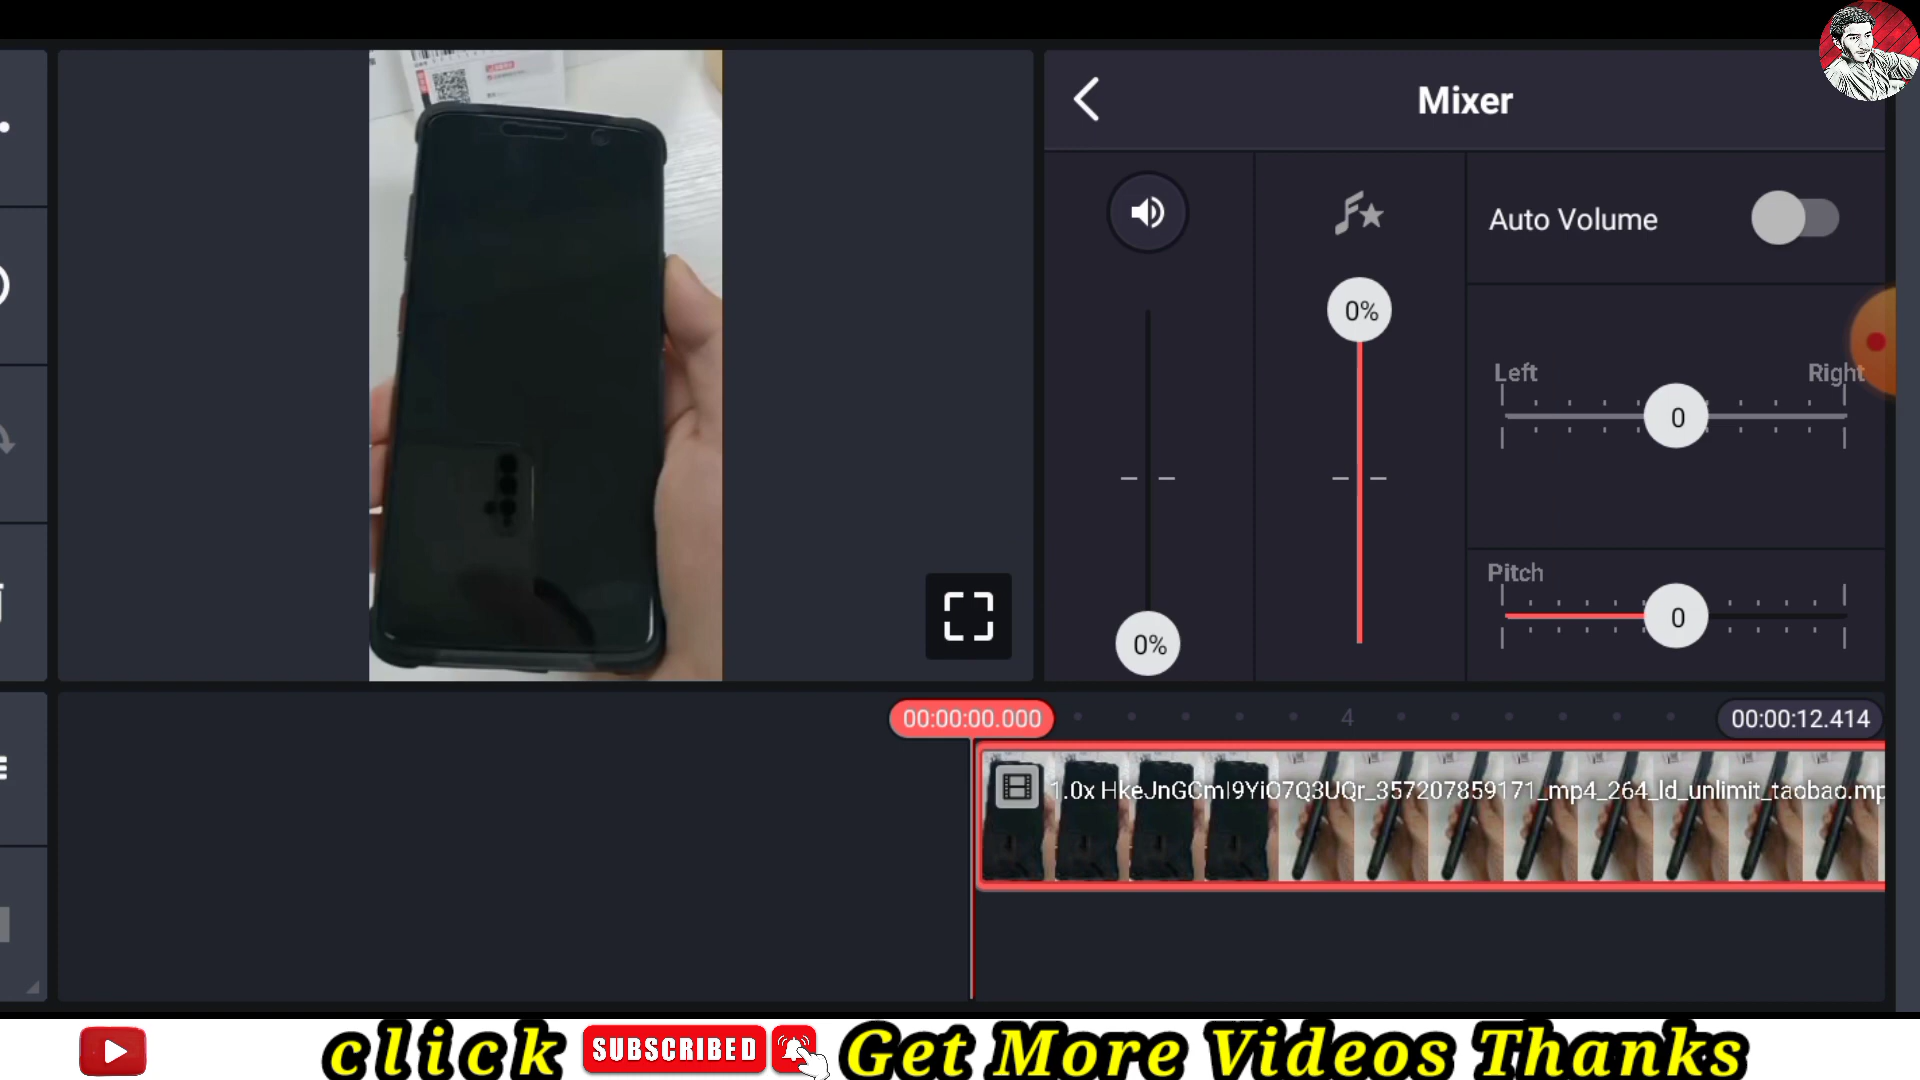 Mixer
Auto Volume
0%
Left
Right
0
Pitch
0%
0
00:00:00.000
4
00:00:12.414
1.0x HkeJnGCmI9YiO7Q3UQr_357207859171_mp4_264_ld_unlimit_taobao.mp
click SUBSCRIBED Get More Videos Thanks